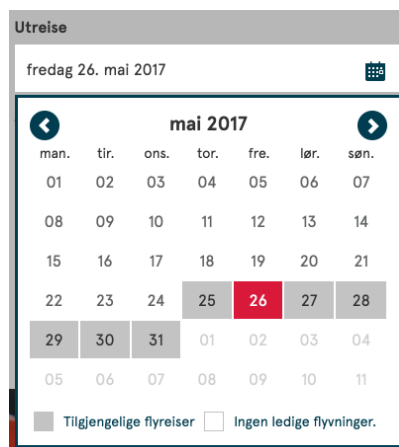 Utreise
fredag 26. mai 2017
mai 2017
man. tir. ons. tor. fre. lør. søn.
01 02 03 04 05 06 07
08 09 10 11 12 13 14
15 16 17 18 19 20 21
22 23 24 25 26 27 28
29 30 31 01 02 03 04
05 06 07 08 09 10 11
Tilgjengelige flyreiser Ingen ledige flyvninger.